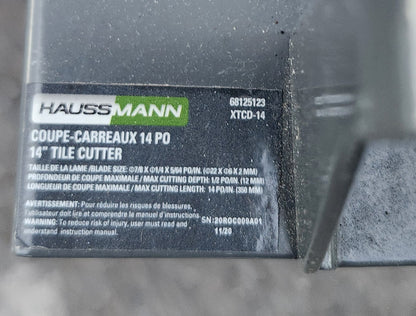 HAUSSMANN
68125123
XTCD-14
COUPE-CARREAUX 14 PO
14" TILE CUTTER
TAILLE DE LA LAME /BLADE SIZE: ∅7/8 X ∅1/4 X 5/64 PO/IN. (∅22 X ∅6 X 2 MM)
PROFONDEUR DE COUPE MAXIMALE / MAX CUTTING DEPTH: 1/2 PO/IN. (12 MM)
LONGUEUR DE COUPE MAXIMALE / MAX CUTTING LENGTH: 14 PO/IN. (350 MM)
AVERTISSEMENT: Pour réduire les risques de blessures,
l'utilisateur doit lire et comprendre le manuel d'instructions
WARNING: To reduce risk of injury, user must read and
understand instruction manual.
SN:20ROC009A01
11/20